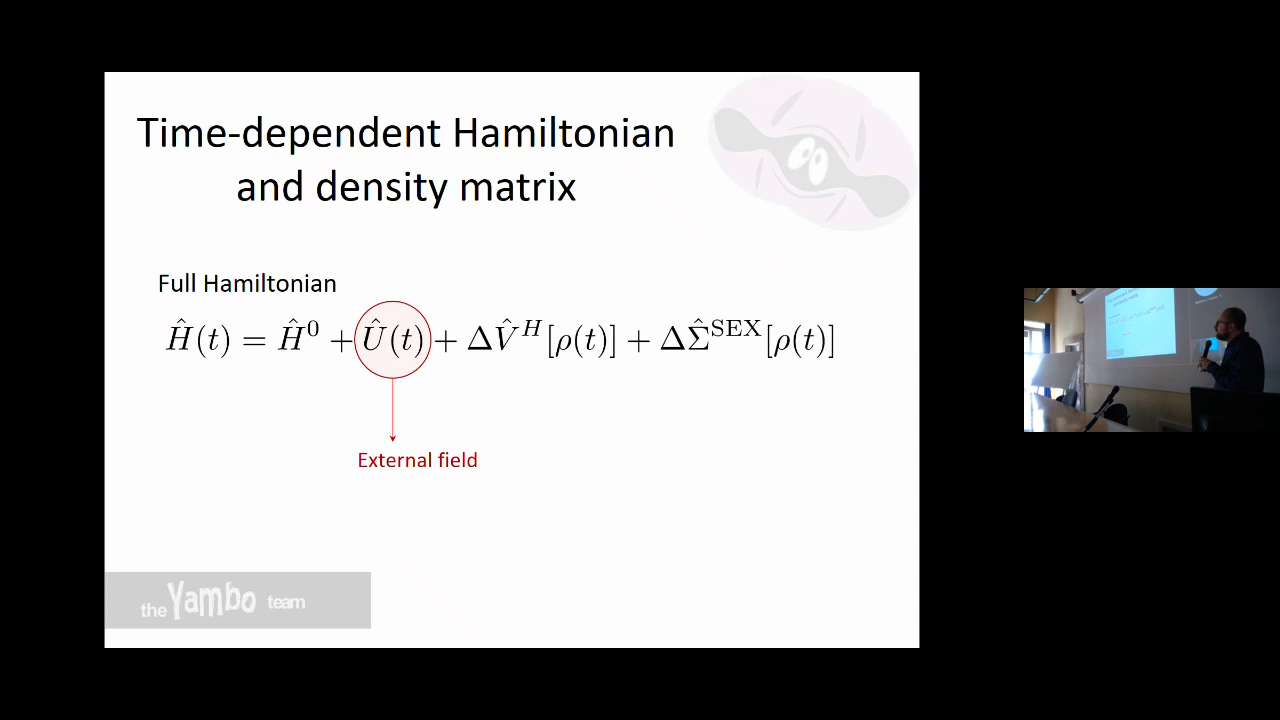 Time-dependent Hamiltonian
and density matrix
Full Hamiltonian
Ĥ(t) = Ĥ⁰ + Û(t) + ΔV̂ᴴ[ρ(t)] + ΔΣ̂ˢᴱˣ[ρ(t)]
External field
the Yambo team